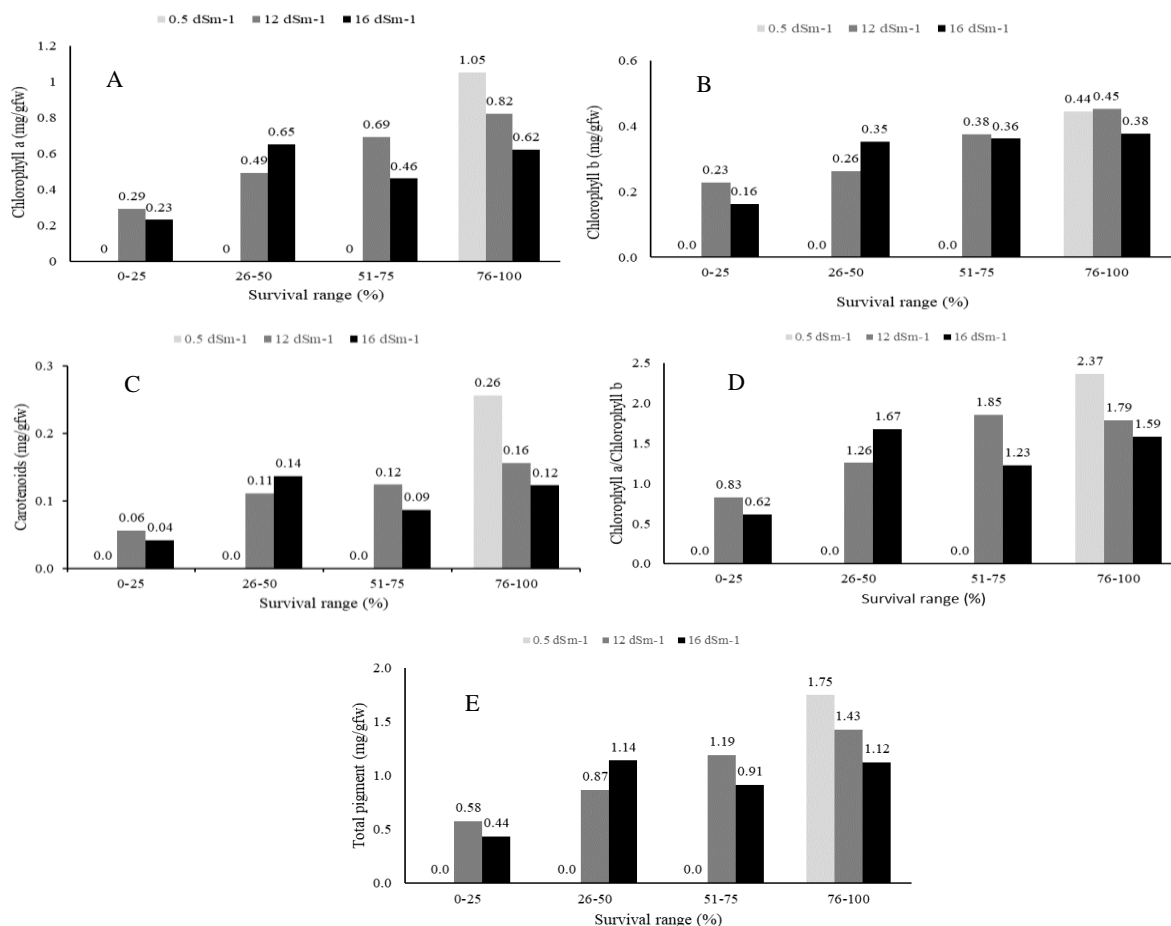 0.5 dSm-1 12 dSm-1 16 dSm-1
A
Chlorophyll a (mg/gfw)
1.2
1
0.8
0.6
0.4
0.2
0
0 0.29 0.23
0 0.49 0.65
0 0.69 0.46
1.05 0.82 0.62
0-25 26-50 51-75 76-100
Survival range (%)
0.5 dSm-1 12 dSm-1 16 dSm-1
B
Chlorophyll b (mg/gfw)
0.6
0.4
0.2
0.0
0.0 0.23 0.16
0.0 0.26 0.35
0.0 0.38 0.36
0.44 0.45 0.38
0-25 26-50 51-75 76-100
Survival range (%)
0.5 dSm-1 12 dSm-1 16 dSm-1
C
Carotenoids (mg/gfw)
0.3
0.2
0.1
0.0
0.0 0.06 0.04
0.0 0.11 0.14
0.0 0.12 0.09
0.26 0.16 0.12
0-25 26-50 51-75 76-100
Survival range (%)
0.5 dSm-1 12 dSm-1 16 dSm-1
D
Chlorophyll a/Chlorophyll b
2.5
2.0
1.5
1.0
0.5
0.0
0.0 0.83 0.62
0.0 1.26 1.67
0.0 1.85 1.23
2.37 1.79 1.59
0-25 26-50 51-75 76-100
Survival range (%)
0.5 dSm-1 12 dSm-1 16 dSm-1
E
Total pigment (mg/gfw)
2.0
1.5
1.0
0.5
0.0
0.0 0.58 0.44
0.0 0.87 1.14
0.0 1.19 0.91
1.75 1.43 1.12
0-25 26-50 51-75 76-100
Survival range (%)